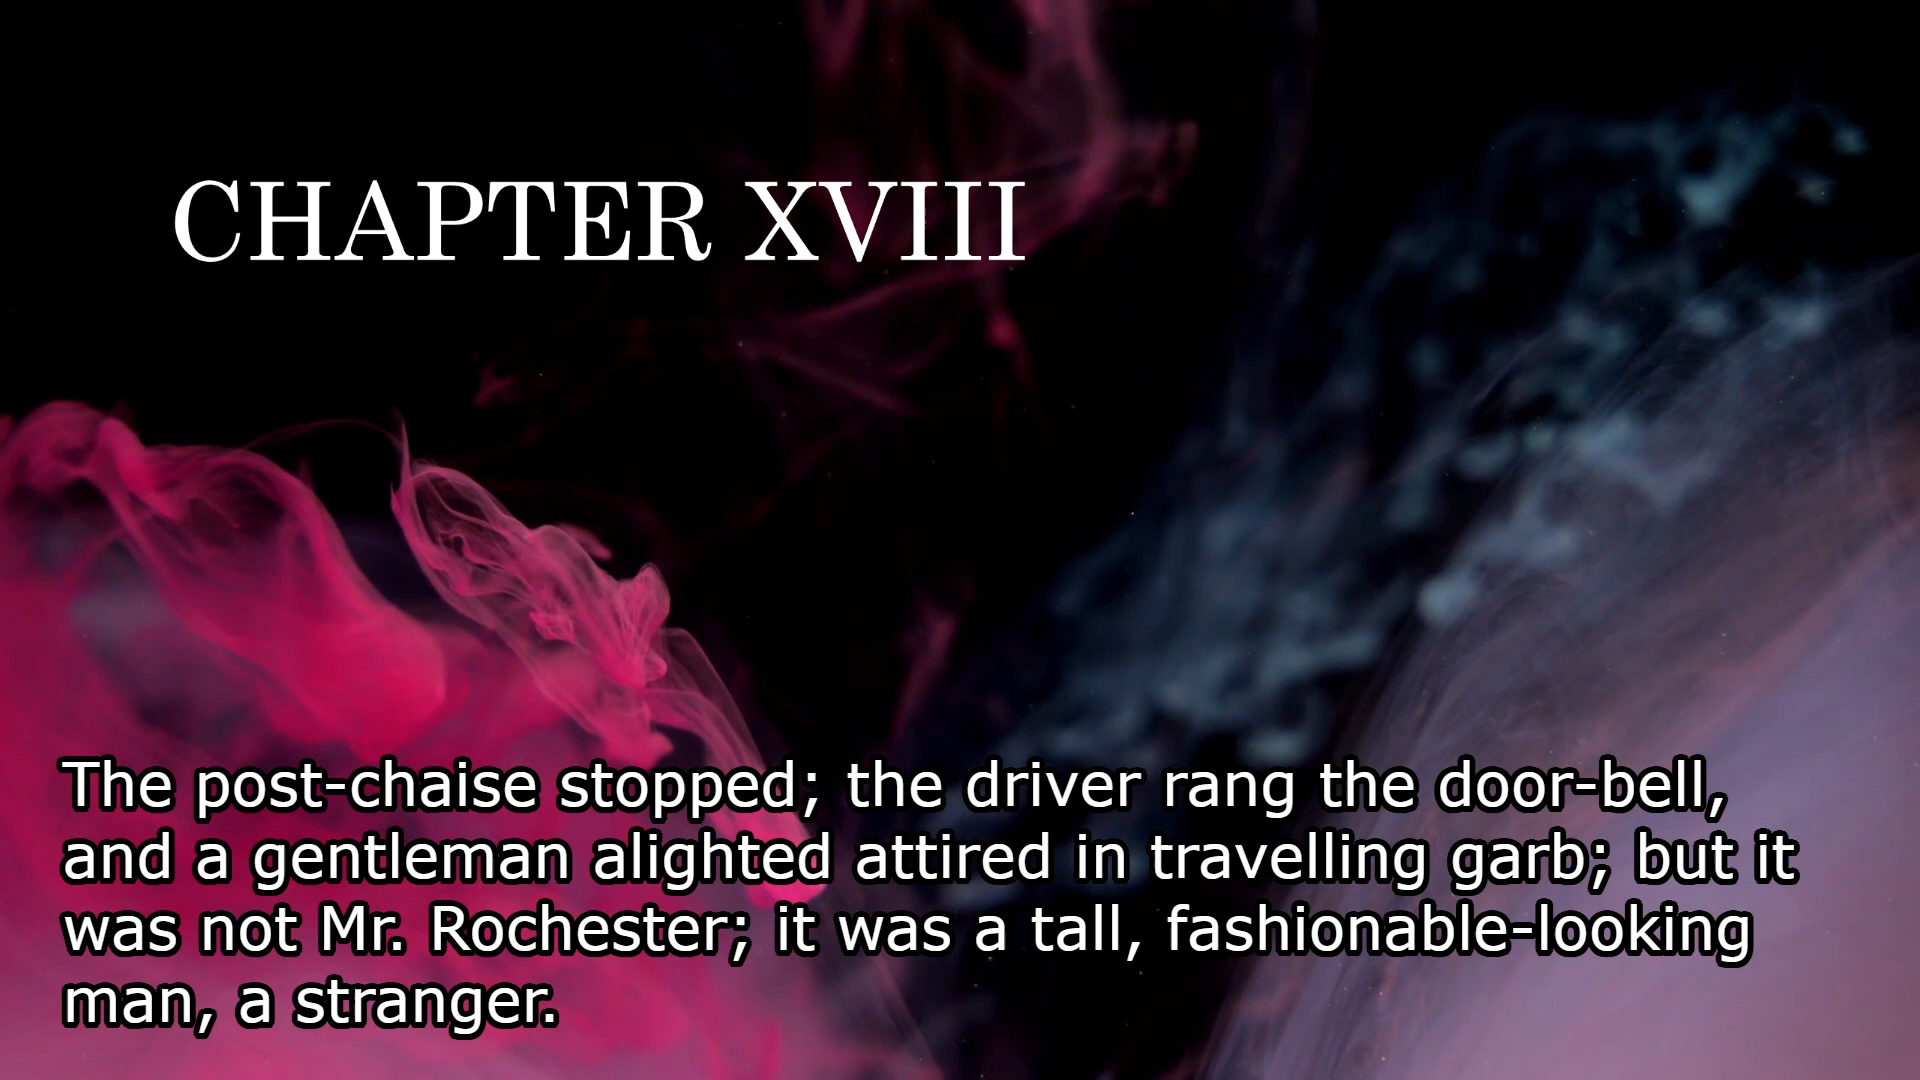 CHAPTER XVIII
The post-chaise stopped; the driver rang the door-bell,
and a gentleman alighted attired in travelling garb; but it
was not Mr. Rochester; it was a tall, fashionable-looking
man, a stranger.